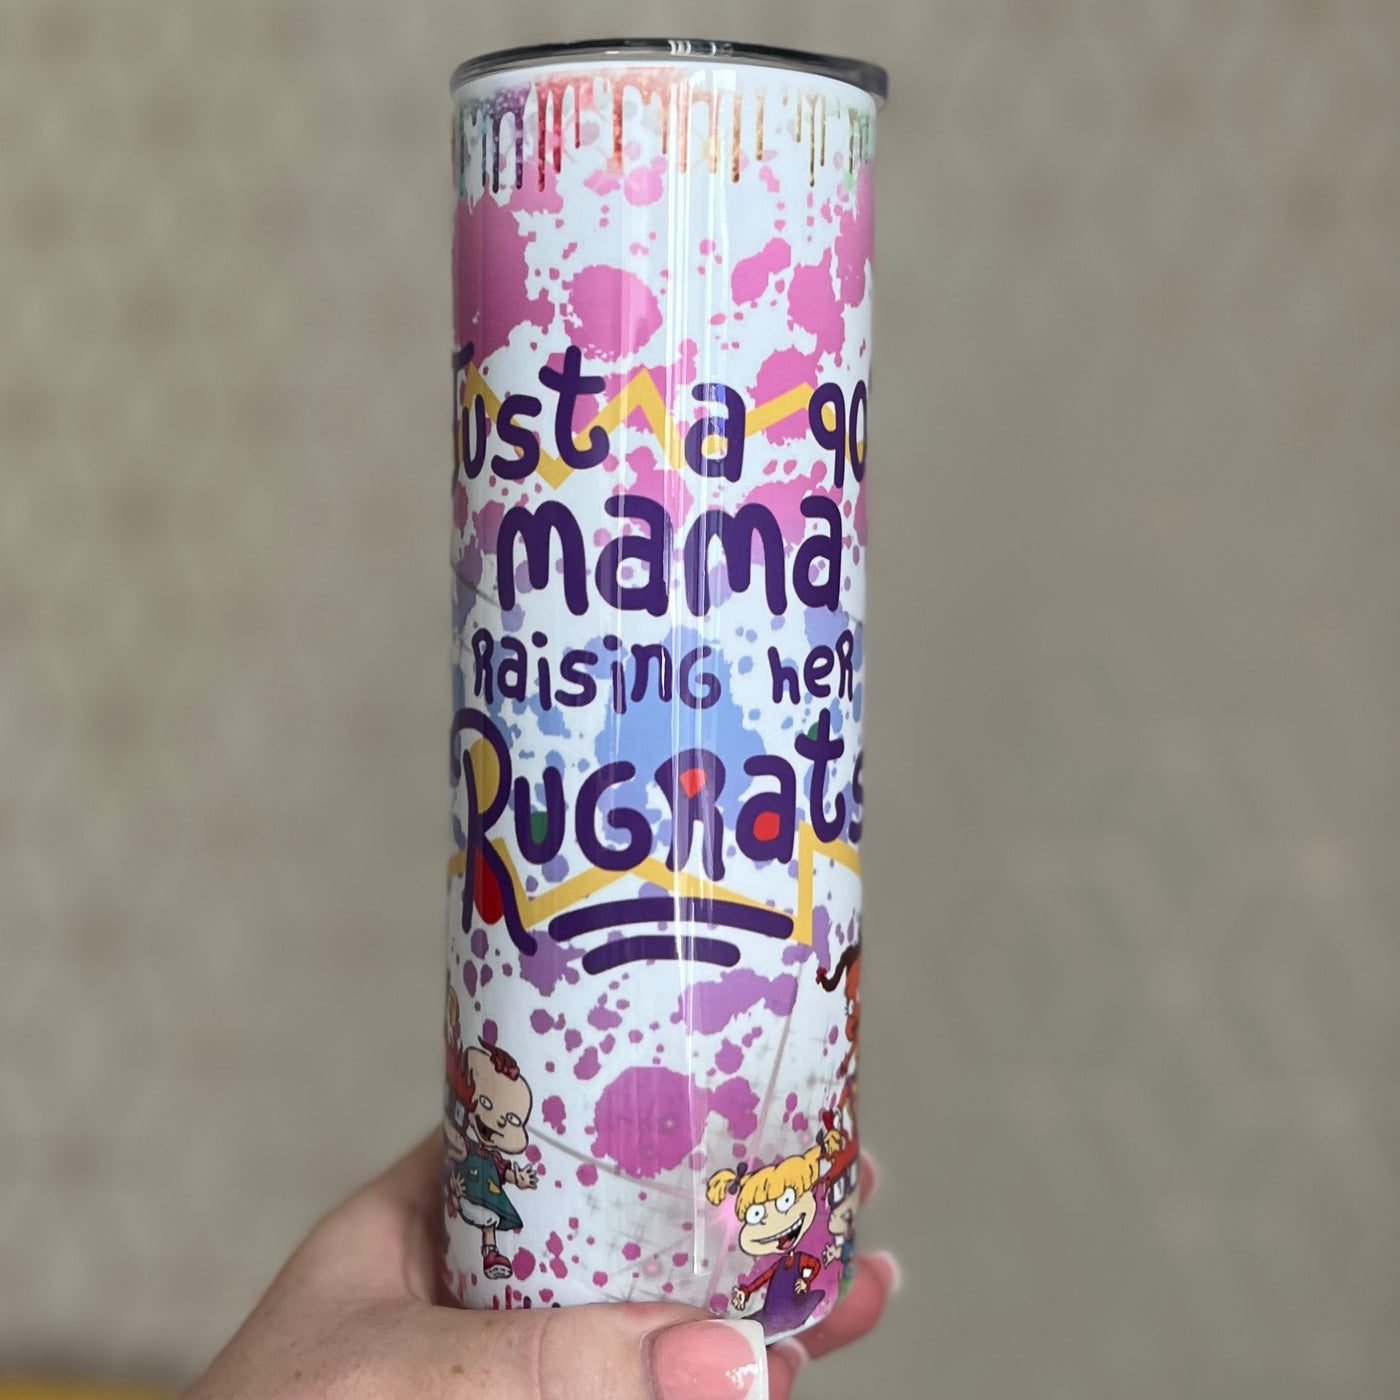 Just a 90'
mama
Raising her
Rugrats